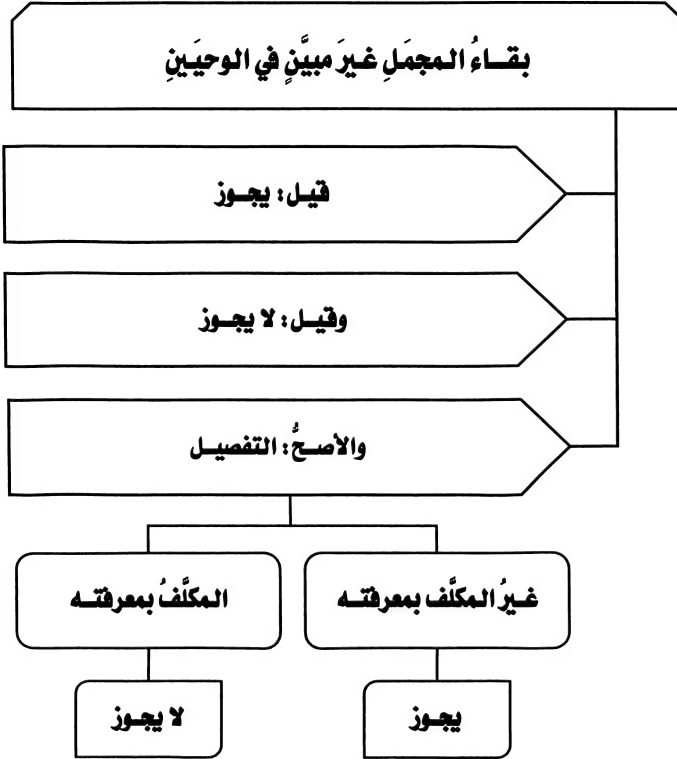 بقاءُ المجمَلِ غيرَ مبيَّنٍ في الوحيَينِ
قيل: يجوز
وقيل: لا يجوز
والأصحُّ: التفصيل
غيرُ المكلَّف بمعرفته
المكلَّفُ بمعرفته
يجوز
لا يجوز